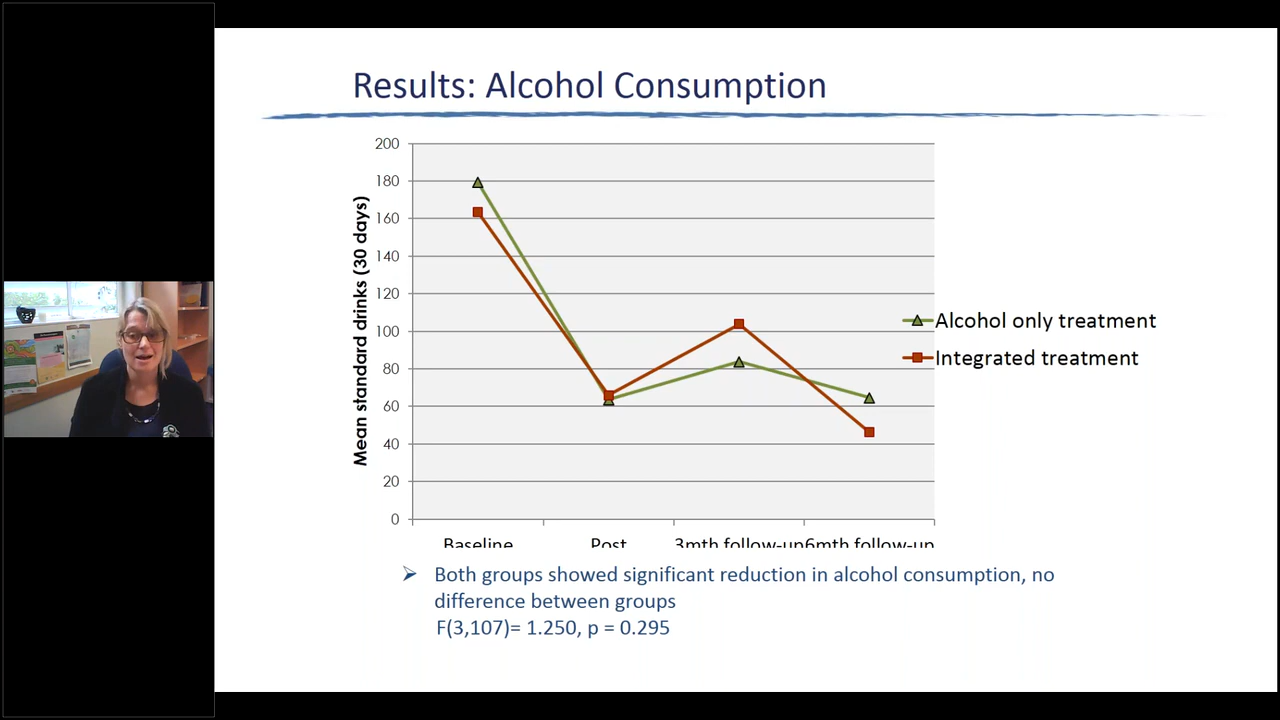 Results: Alcohol Consumption
200
180
160
140
120
100
80
60
40
20
0
Mean standard drinks (30 days)
Baseline
Post
3mth follow-up
6mth follow-up
Alcohol only treatment
Integrated treatment
Both groups showed significant reduction in alcohol consumption, no
difference between groups
F(3,107)= 1.250, p = 0.295